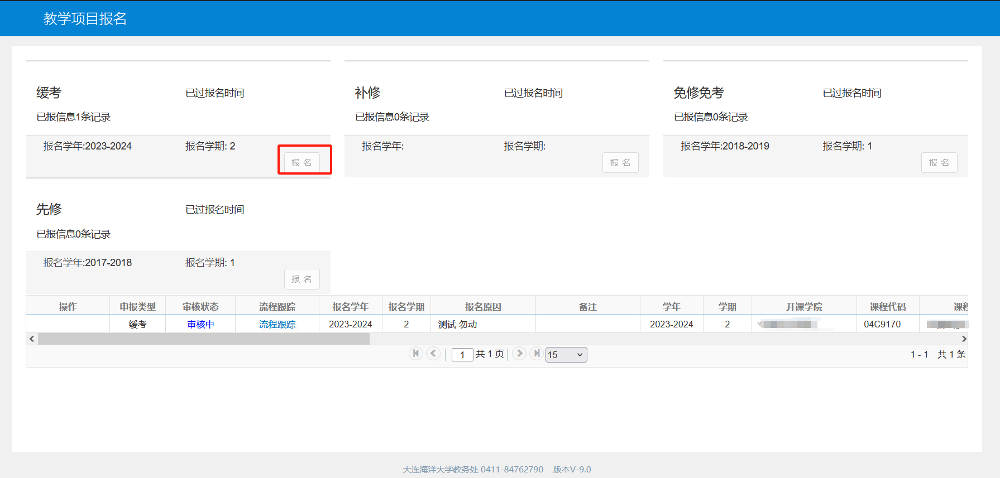 教学项目报名
缓考 已过报名时间
已报信息1条记录
报名学年:2023-2024 报名学期: 2
报 名
补修 已过报名时间
已报信息0条记录
报名学年: 报名学期:
报 名
免修免考 已过报名时间
已报信息0条记录
报名学年:2018-2019 报名学期: 1
报 名
先修 已过报名时间
已报信息0条记录
报名学年:2017-2018 报名学期: 1
报 名
操作 申报类型 审核状态 流程跟踪 报名学年 报名学期 报名原因 备注 学年 学期 开课学院 课程代码 课程
缓考 审核中 流程跟踪 2023-2024 2 测试 勿动 2023-2024 2 04C9170
1 共 1 页 15 1 - 1 共 1 条
大连海洋大学教务处 0411-84762790 版本V-9.0